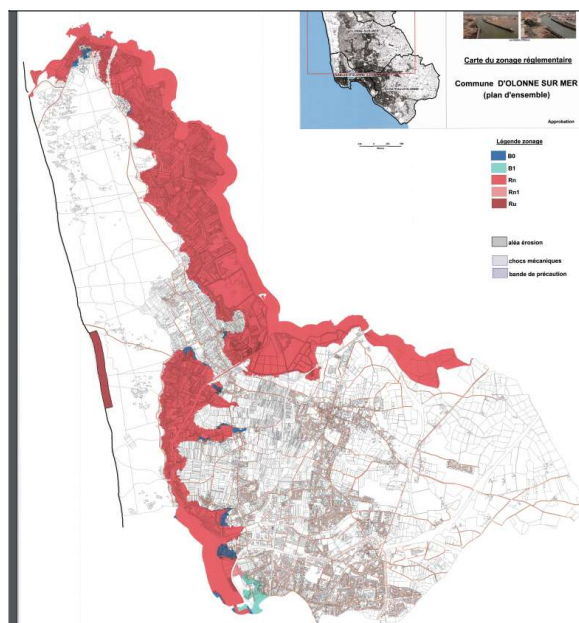 Carte du zonage réglementaire
Commune D'OLONNE SUR MER
(plan d'ensemble)
Approbation
Légende zonage
B0
B1
Rn
Rn1
Ru
aléa érosion
chocs mécaniques
bande de précaution